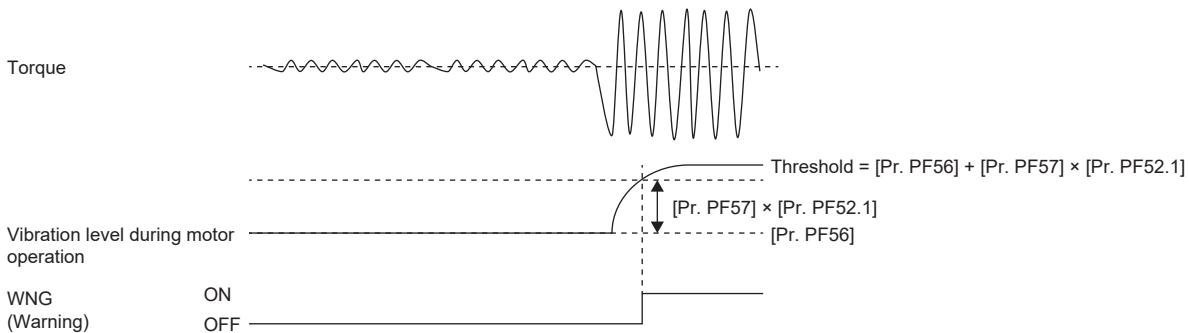 Torque
Threshold = [Pr. PF56] + [Pr. PF57] × [Pr. PF52.1]
[Pr. PF57] × [Pr. PF52.1]
[Pr. PF56]
Vibration level during motor
operation
WNG
(Warning)
ON
OFF